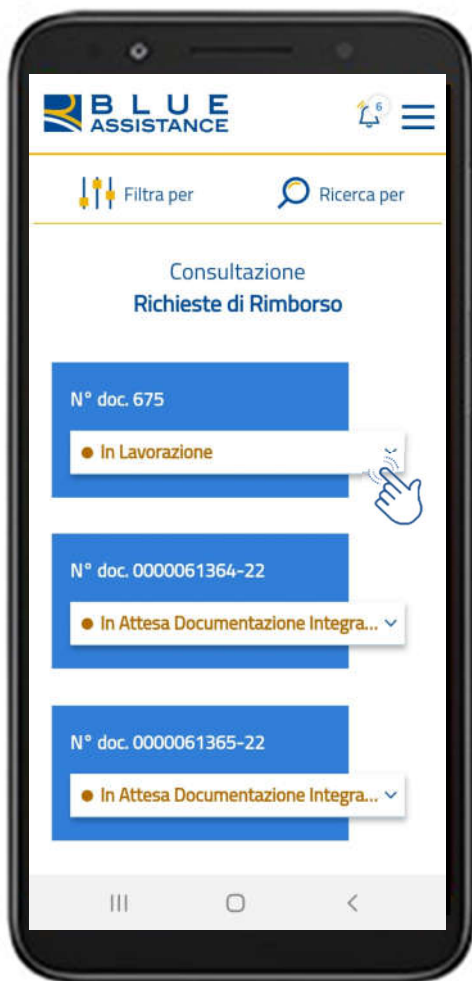 BLUE
ASSISTANCE
6
Filtra per
Ricerca per
Consultazione
Richieste di Rimborso
N° doc. 675
In Lavorazione
N° doc. 0000061364-22
In Attesa Documentazione Integra...
N° doc. 0000061365-22
In Attesa Documentazione Integra...